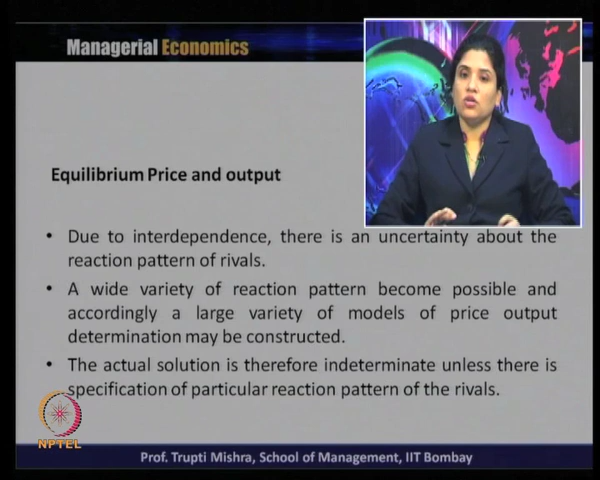 Managerial Economics
Equilibrium Price and output
• Due to interdependence, there is an uncertainty about the
reaction pattern of rivals.
• A wide variety of reaction pattern become possible and
accordingly a large variety of models of price output
determination may be constructed.
• The actual solution is therefore indeterminate unless there is
specification of particular reaction pattern of the rivals.
NPTEL
Prof. Trupti Mishra, School of Management, IIT Bombay